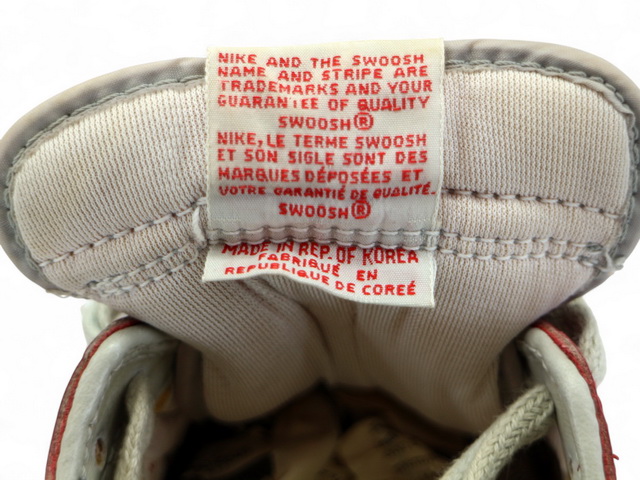 NIKE AND THE SWOOSH
NAME AND STRIPE ARE
TRADEMARKS AND YOUR
GUARANTEE OF QUALITY
SWOOSH®
NIKE, LE TERME SWOOSH
ET SON SIGLE SONT DES
MARQUES DÉPOSÉES ET
VOTRE GARANTIÉ DE QUALITÉ.
SWOOSH®
MADE IN REP. OF KOREA
FABRIQUÉ EN
REPUBLIQUE DE COREÉ